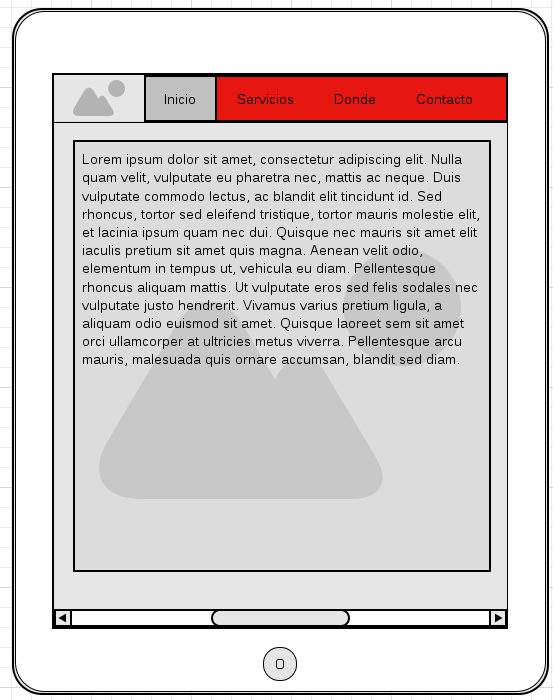 Inicio Servicios Donde Contacto
Lorem ipsum dolor sit amet, consectetur adipiscing elit. Nulla
quam velit, vulputate eu pharetra nec, mattis ac neque. Duis
vulputate commodo lectus, ac blandit elit tincidunt id. Sed
rhoncus, tortor sed eleifend tristique, tortor mauris molestie elit,
et lacinia ipsum quam nec dui. Quisque nec mauris sit amet elit
iaculis pretium sit amet quis magna. Aenean velit odio,
elementum in tempus ut, vehicula eu diam. Pellentesque
rhoncus aliquam mattis. Ut vulputate eros sed felis sodales nec
vulputate justo hendrerit. Vivamus varius pretium ligula, a
aliquam odio euismod sit amet. Quisque laoreet sem sit amet
orci ullamcorper at ultricies metus viverra. Pellentesque arcu
mauris, malesuada quis ornare accumsan, blandit sed diam.